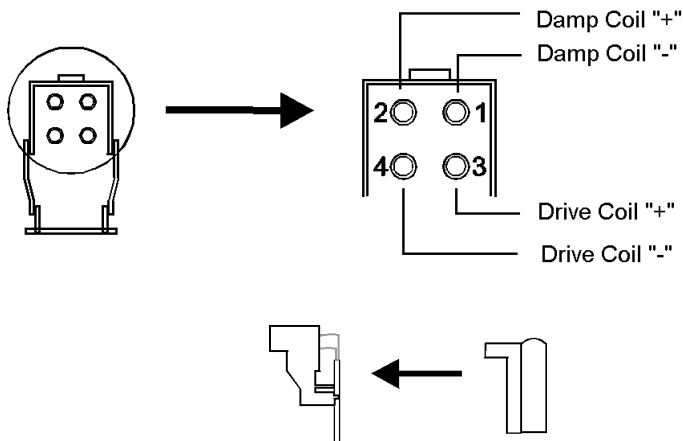 Damp Coil "+"
Damp Coil "-"
2 1
4 3
Drive Coil "+"
Drive Coil "-"